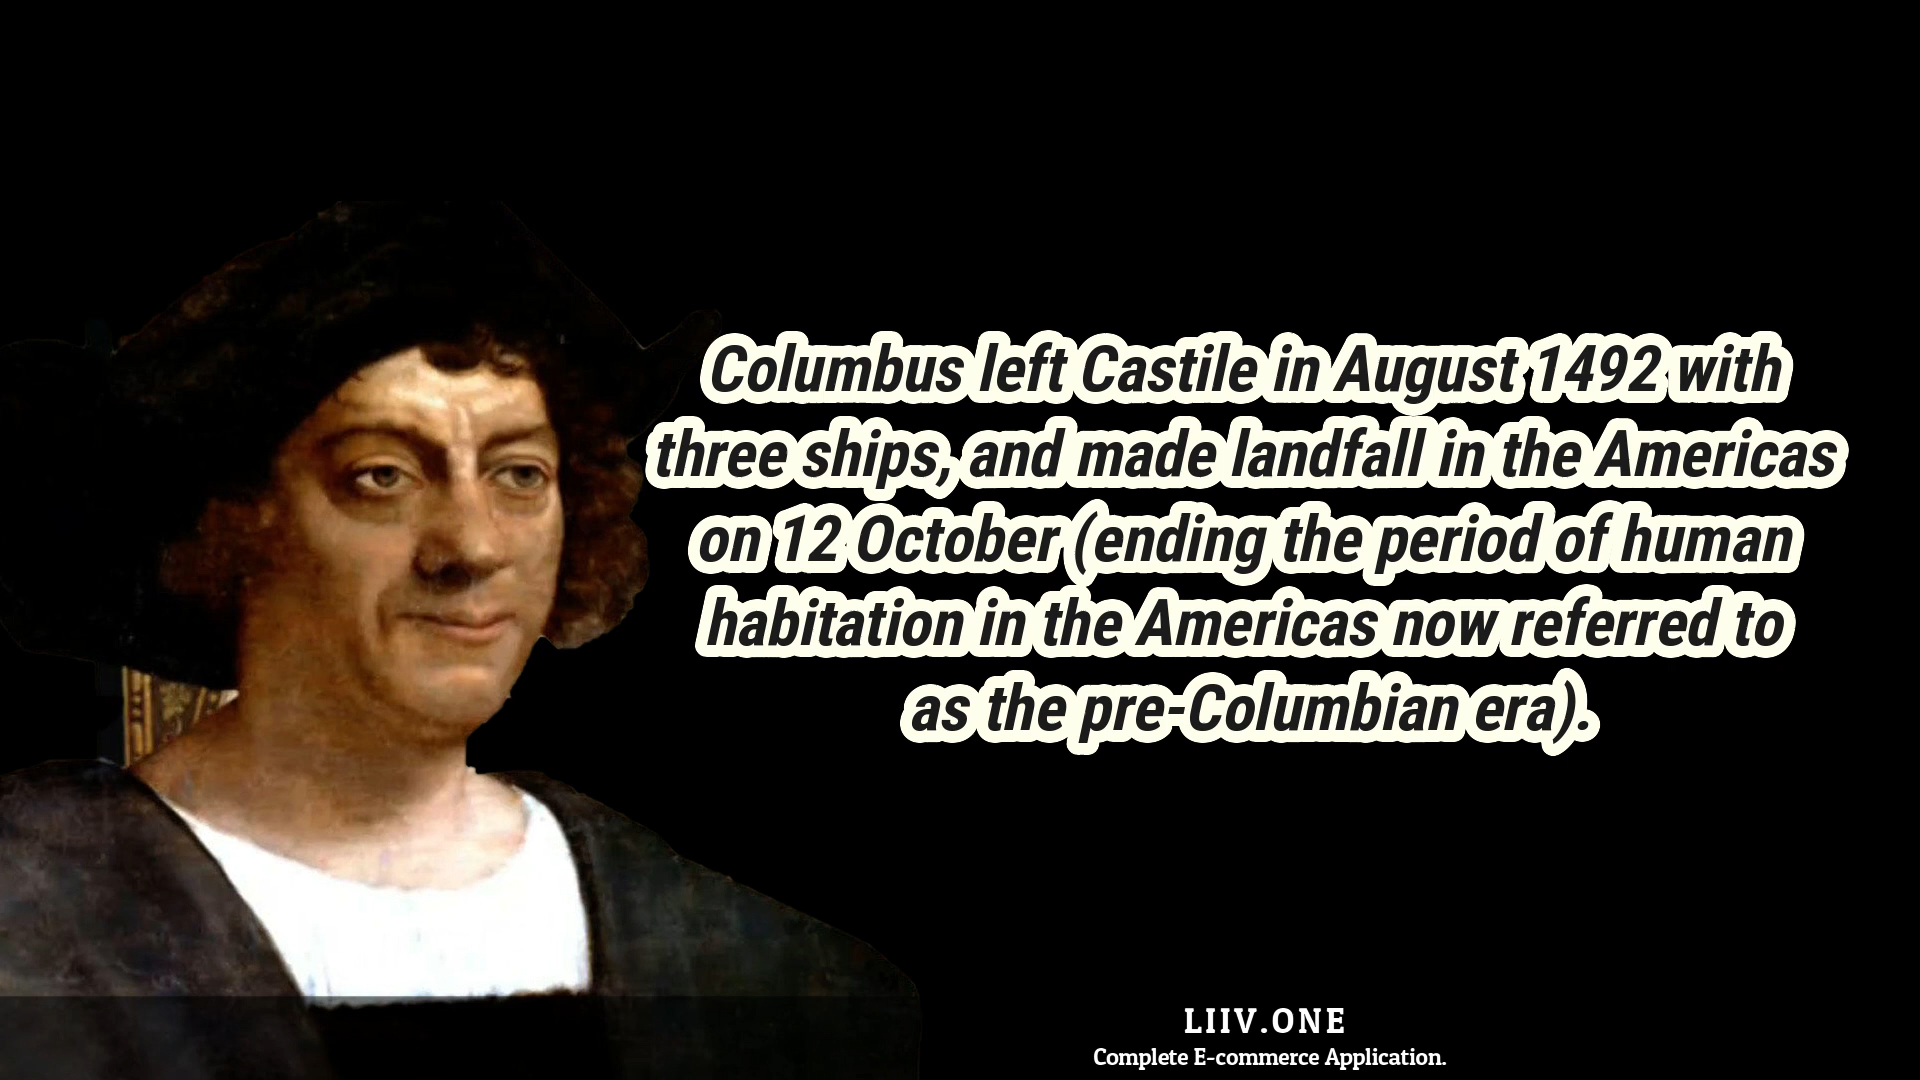 Columbus left Castile in August 1492 with
three ships, and made landfall in the Americas
on 12 October (ending the period of human
habitation in the Americas now referred to
as the pre-Columbian era).
LIIV.ONE
Complete E-commerce Application.